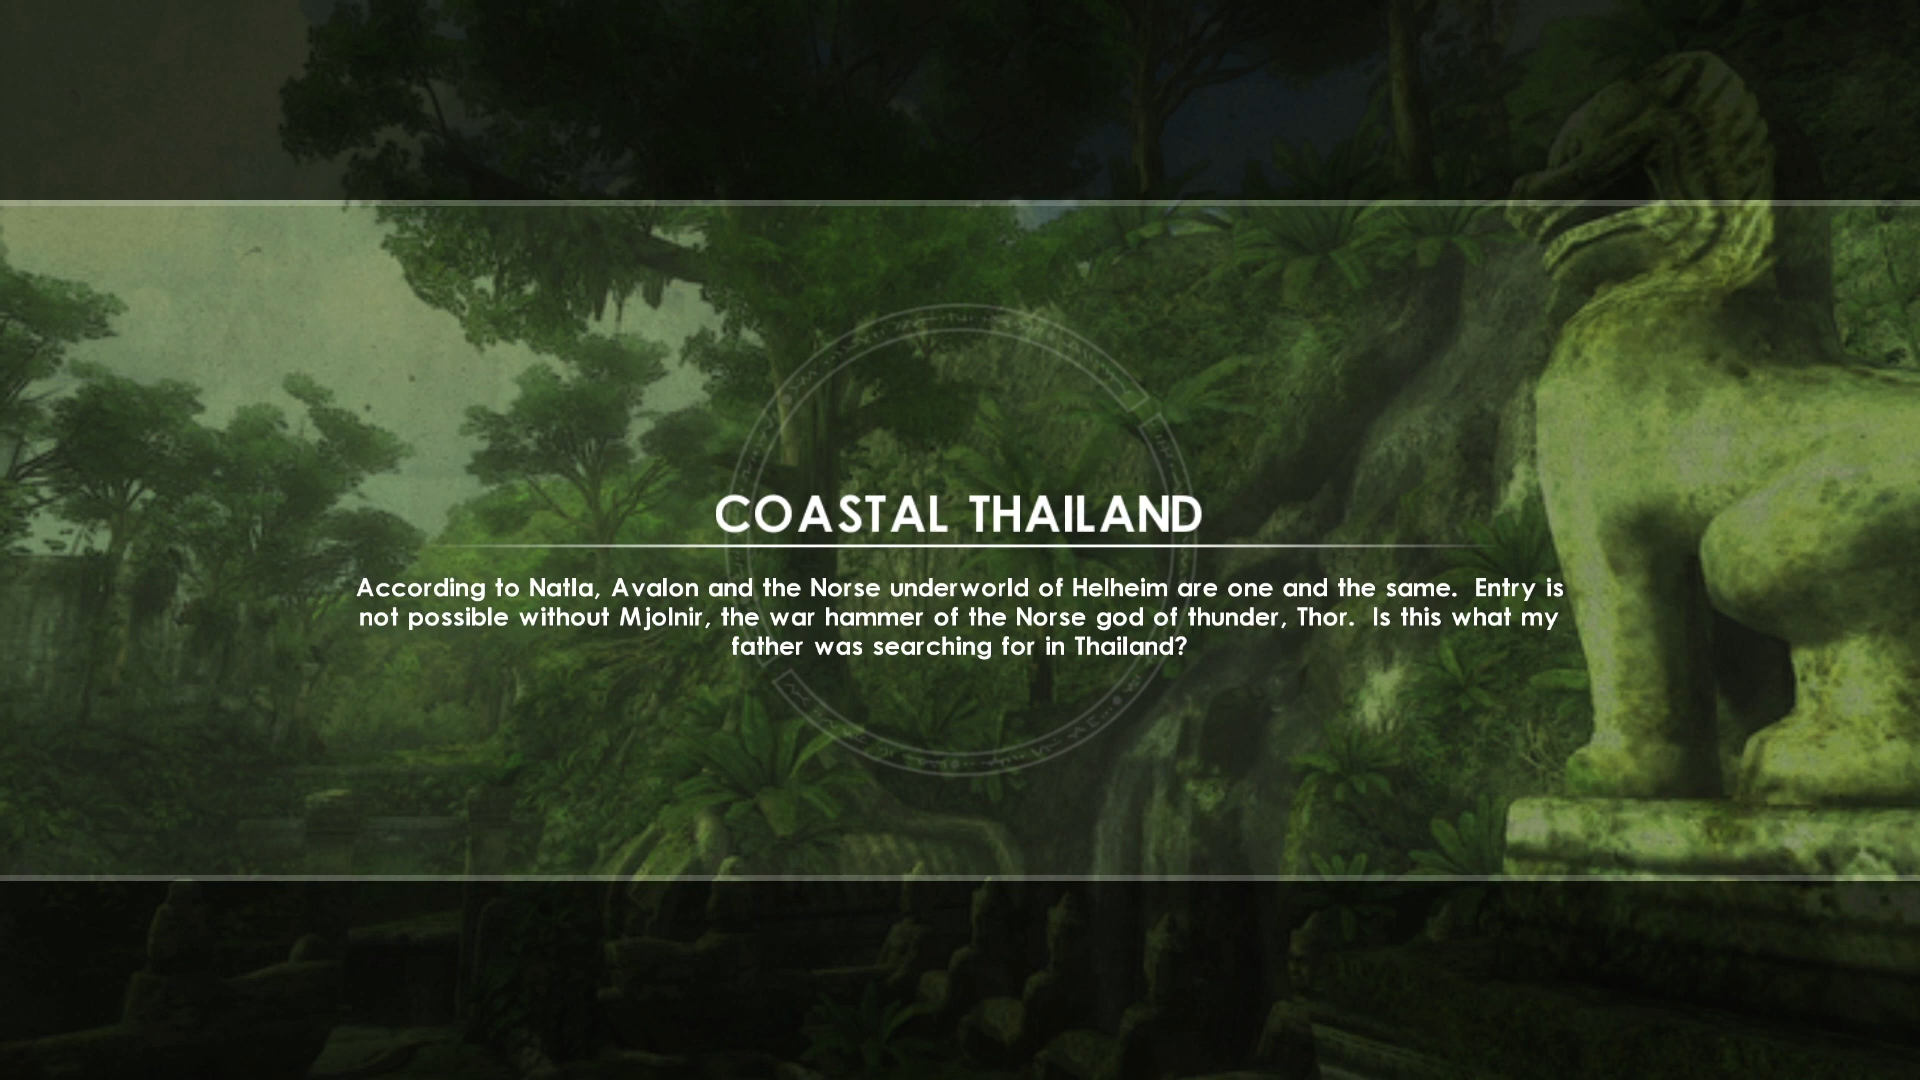 COASTAL THAILAND
According to Natla, Avalon and the Norse underworld of Helheim are one and the same.  Entry is
not possible without Mjolnir, the war hammer of the Norse god of thunder, Thor.  Is this what my
father was searching for in Thailand?